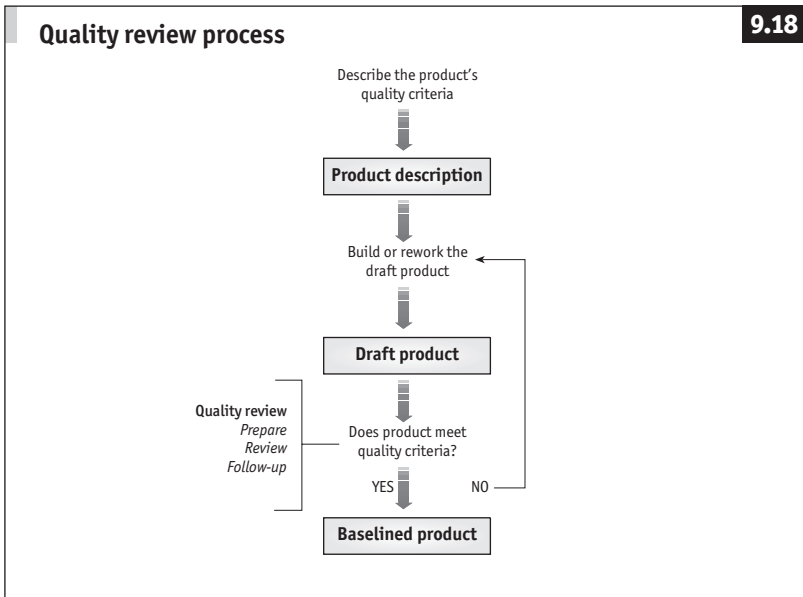 Quality review process
9.18
Describe the product's
quality criteria
Product description
Build or rework the
draft product
Draft product
Quality review
Prepare
Review
Follow-up
Does product meet
quality criteria?
YES
NO
Baselined product